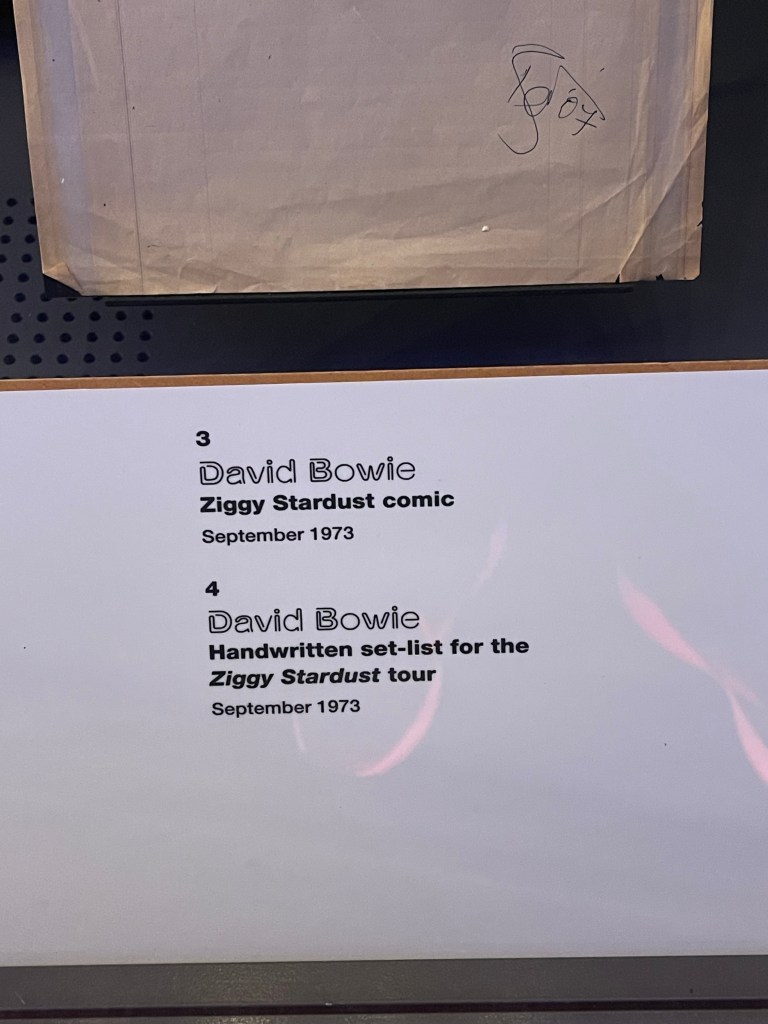 '07
3
David Bowie
Ziggy Stardust comic
September 1973
4
David Bowie
Handwritten set-list for the
Ziggy Stardust tour
September 1973